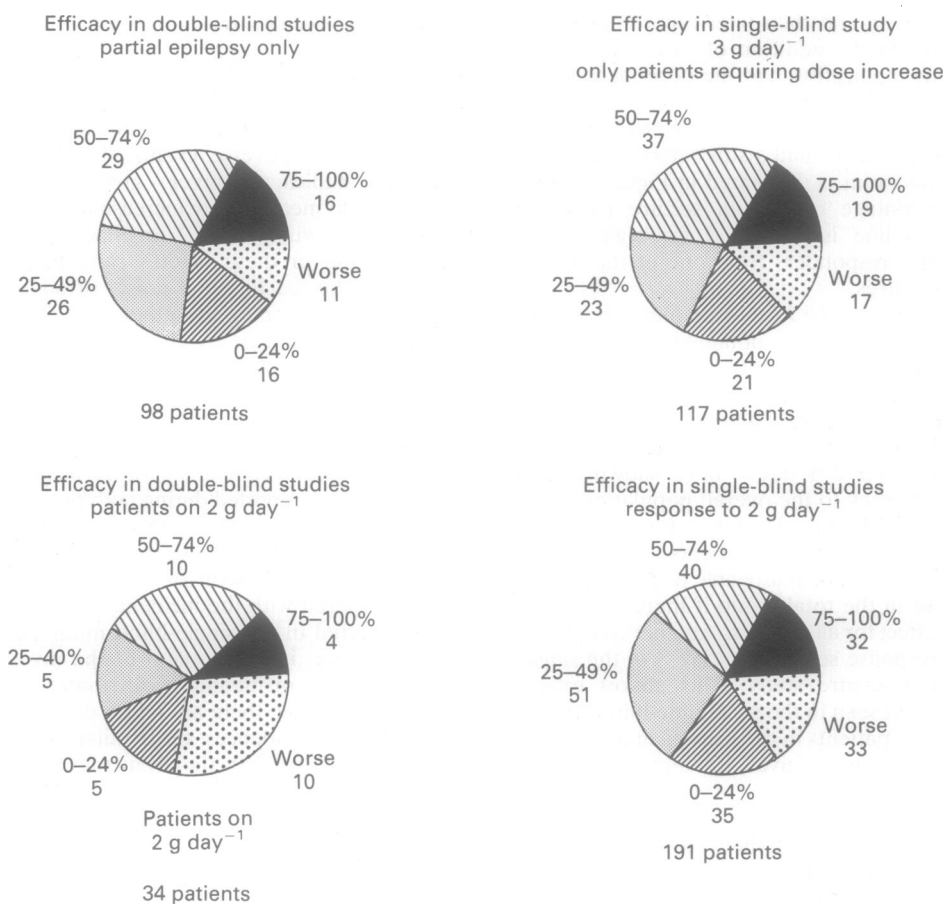 Efficacy in double-blind studies
partial epilepsy only
50–74%
29
75–100%
16
Worse
11
25–49%
26
0–24%
16
98 patients
Efficacy in single-blind study
3 g day⁻¹
only patients requiring dose increase
50–74%
37
75–100%
19
Worse
17
25–49%
23
0–24%
21
117 patients
Efficacy in double-blind studies
patients on 2 g day⁻¹
50–74%
10
75–100%
4
25–40%
5
Worse
10
0–24%
5
Patients on
2 g day⁻¹
34 patients
Efficacy in single-blind studies
response to 2 g day⁻¹
50–74%
40
75–100%
32
25–49%
51
Worse
33
0–24%
35
191 patients